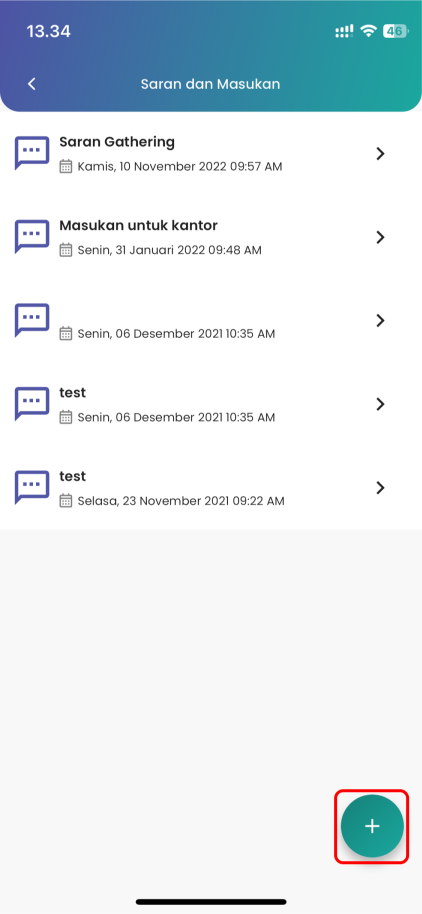 13.34
46
Saran dan Masukan
Saran Gathering
Kamis, 10 November 2022 09:57 AM
Masukan untuk kantor
Senin, 31 Januari 2022 09:48 AM
Senin, 06 Desember 2021 10:35 AM
test
Senin, 06 Desember 2021 10:35 AM
test
Selasa, 23 November 2021 09:22 AM
+